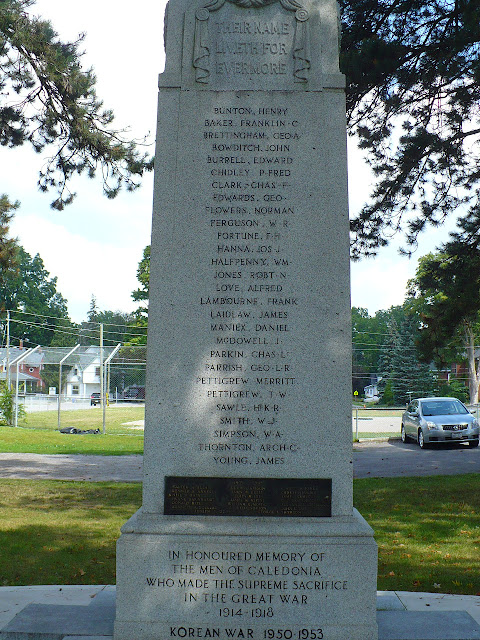 THEIR NAME
LIVETH FOR
EVERMORE
BUNTON, HENRY
BAKER, FRANKLIN·C
BRETTINGHAM, GEO·A
BOWDITCH, JOHN
BURRELL, EDWARD
CHIDLEY, P·FRED
CLARK, CHAS·F·
EDWARDS, GEO·
FLOWERS, NORMAN
FERGUSON, W·R
FORTUNE, F·H
HANNA, JOS·J
HALFPENNY, WM·
JONES, ROBT·N·
LOVE, ALFRED
LAMBOURNE, FRANK
LAIDLAW, JAMES
MANIEX, DANIEL
MCDOWELL, J
PARKIN, CHAS·L·
PARRISH, GEO·L·R
PETTIGREW, MERRITT
PETTIGREW, T·W·
SAWLE, H·K·R
SMITH, W·J·
SIMPSON, W·A·
THORNTON, ARCH·C·
YOUNG, JAMES
IN HONOURED MEMORY OF
THE MEN OF CALEDONIA
WHO MADE THE SUPREME SACRIFICE
IN THE GREAT WAR
- 1914-1918 -
KOREAN WAR 1950-1953